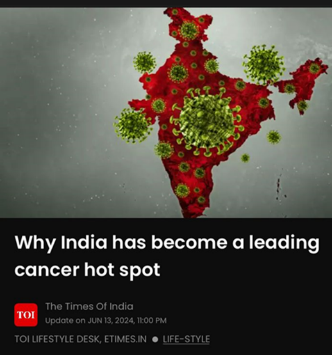 Why India has become a leading
cancer hot spot
TOI
The Times Of India
Update on JUN 13, 2024, 11:00 PM
TOI LIFESTYLE DESK, ETIMES.IN ● LIFE-STYLE